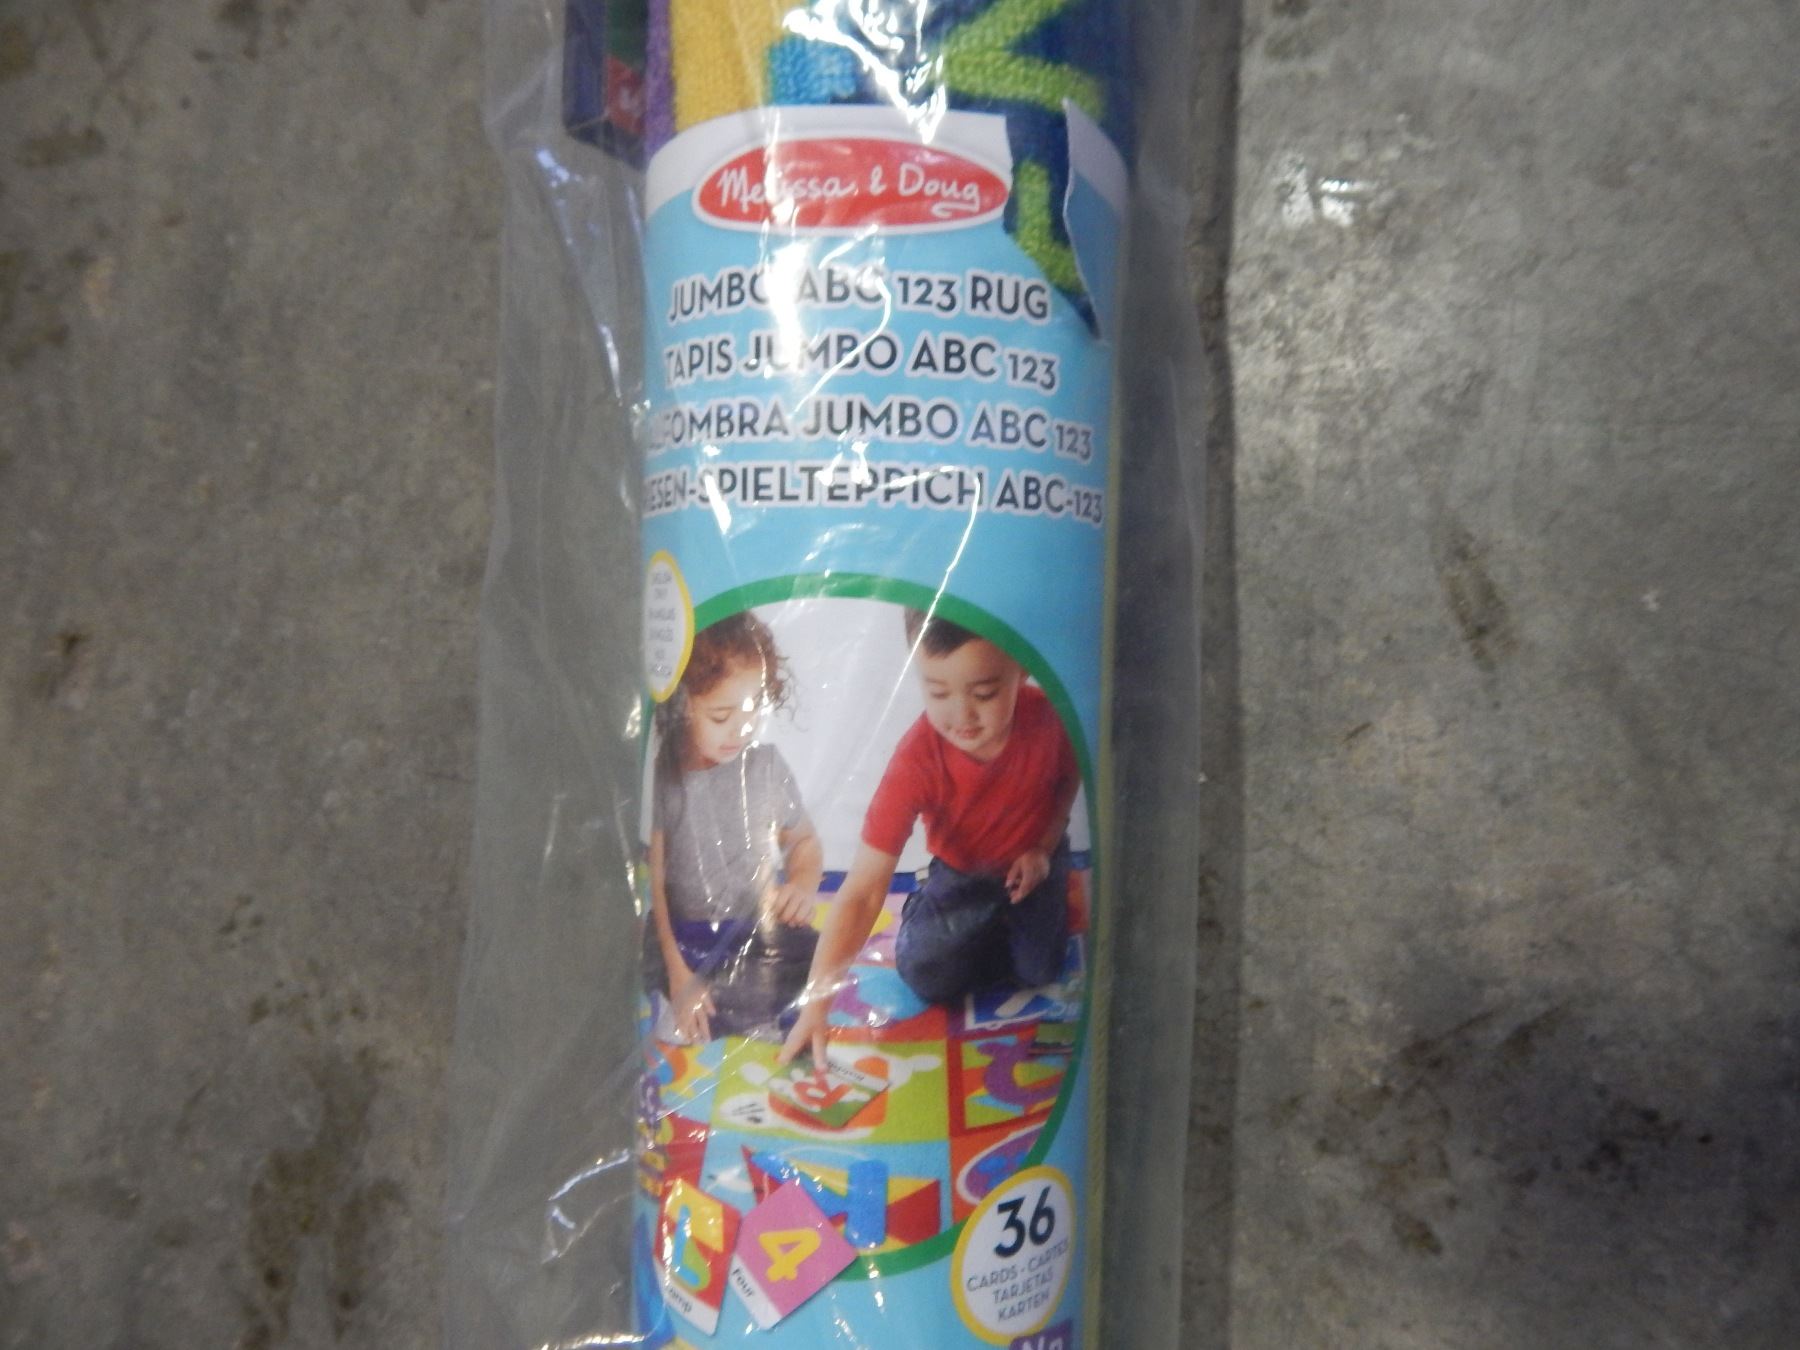 Melissa & Doug
JUMBO ABC 123 RUG
TAPIS JUMBO ABC 123
ALFOMBRA JUMBO ABC 123
RIESEN-SPIELTEPPICH ABC-123
R
4
Four
36
CARDS - CARTES
TARJETAS
KARTEN